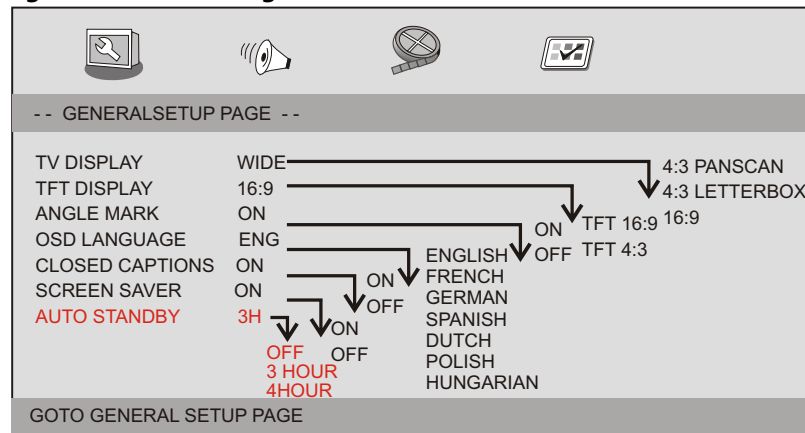 -- GENERALSETUP PAGE --
TV DISPLAY WIDE
TFT DISPLAY 16:9
ANGLE MARK ON
OSD LANGUAGE ENG
CLOSED CAPTIONS ON
SCREEN SAVER ON
AUTO STANDBY 3H
4:3 PANSCAN
4:3 LETTERBOX
16:9
TFT 16:9
TFT 4:3
ON
OFF
ENGLISH
FRENCH
GERMAN
SPANISH
DUTCH
POLISH
HUNGARIAN
ON
OFF
ON
OFF
OFF
3 HOUR
4HOUR
GOTO GENERAL SETUP PAGE